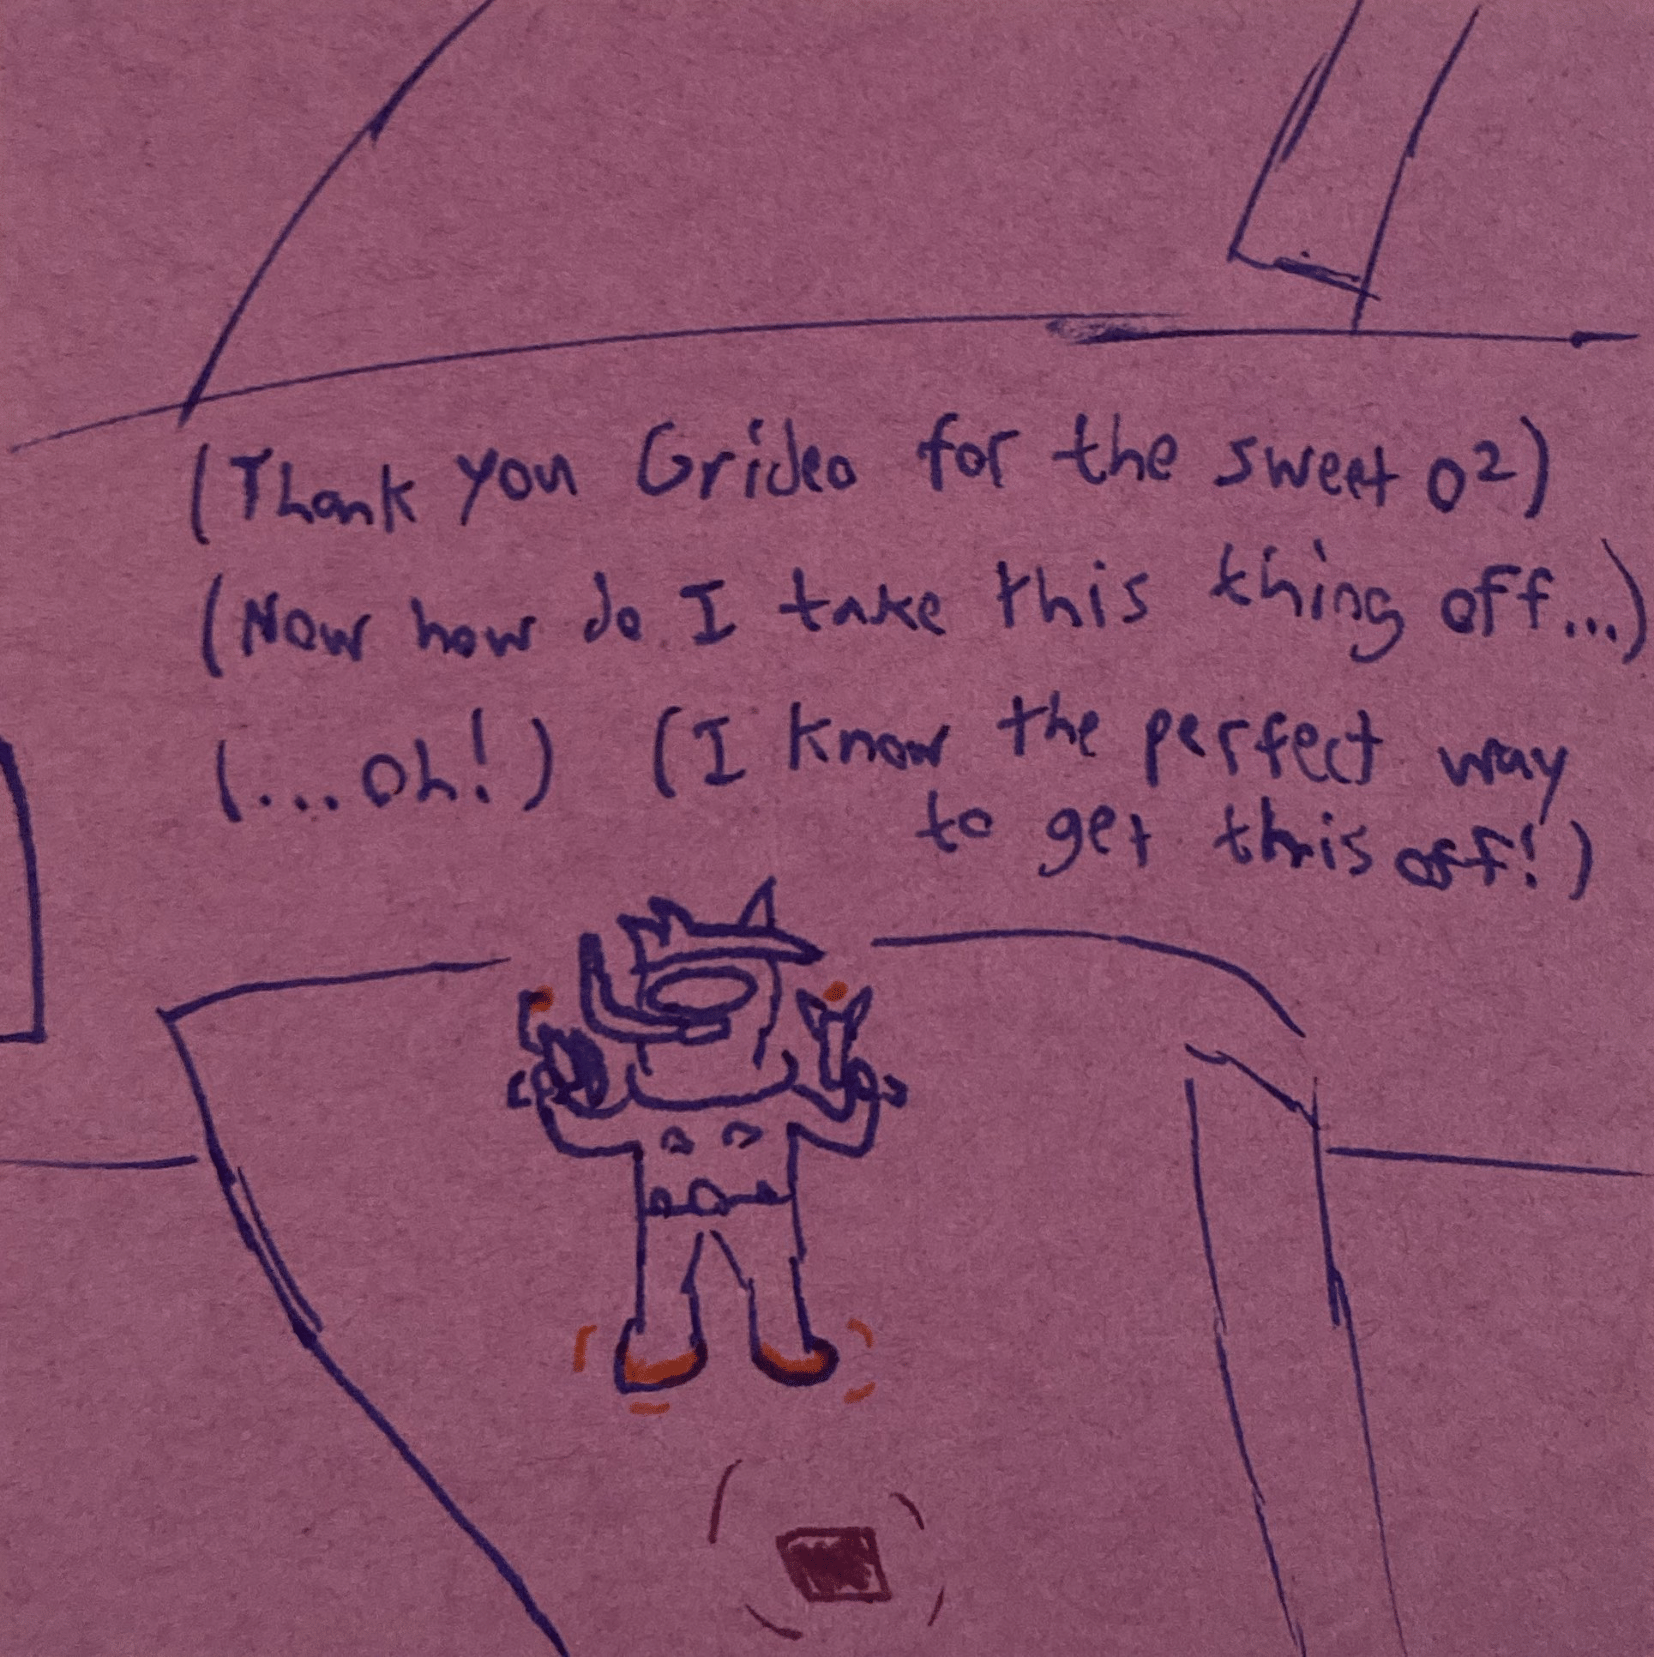 (Thank you Grideo for the sweet O²)
(Now how do I take this thing off...)
(...Oh!) (I know the perfect way
to get this off!)